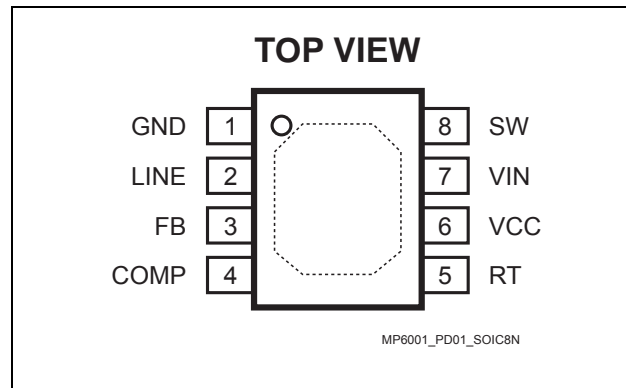 TOP VIEW
GND 1 8 SW
LINE 2 7 VIN
FB 3 6 VCC
COMP 4 5 RT
MP6001_PD01_SOIC8N